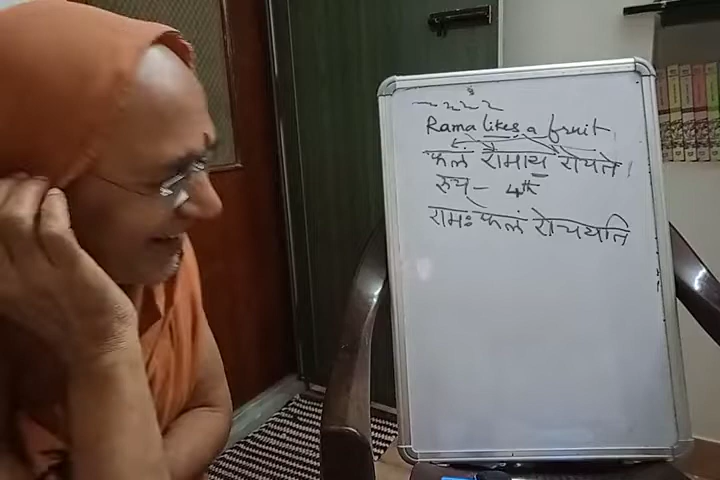 Rama likes a fruit
फलं रामाय रोचते
रुच् - 4th
रामः फलं रोचयति